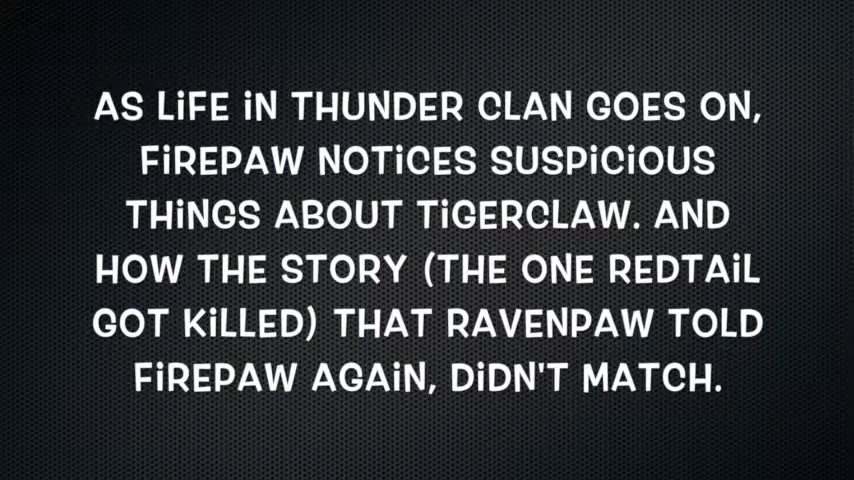 AS LiFE iN THUNDER CLAN GOES ON,
FiREPAW NOTiCES SUSPiCiOUS
THiNGS ABOUT TiGERCLAW. AND
HOW THE STORY (THE ONE REDTAiL
GOT KiLLED) THAT RAVENPAW TOLD
FiREPAW AGAiN, DiDN'T MATCH.